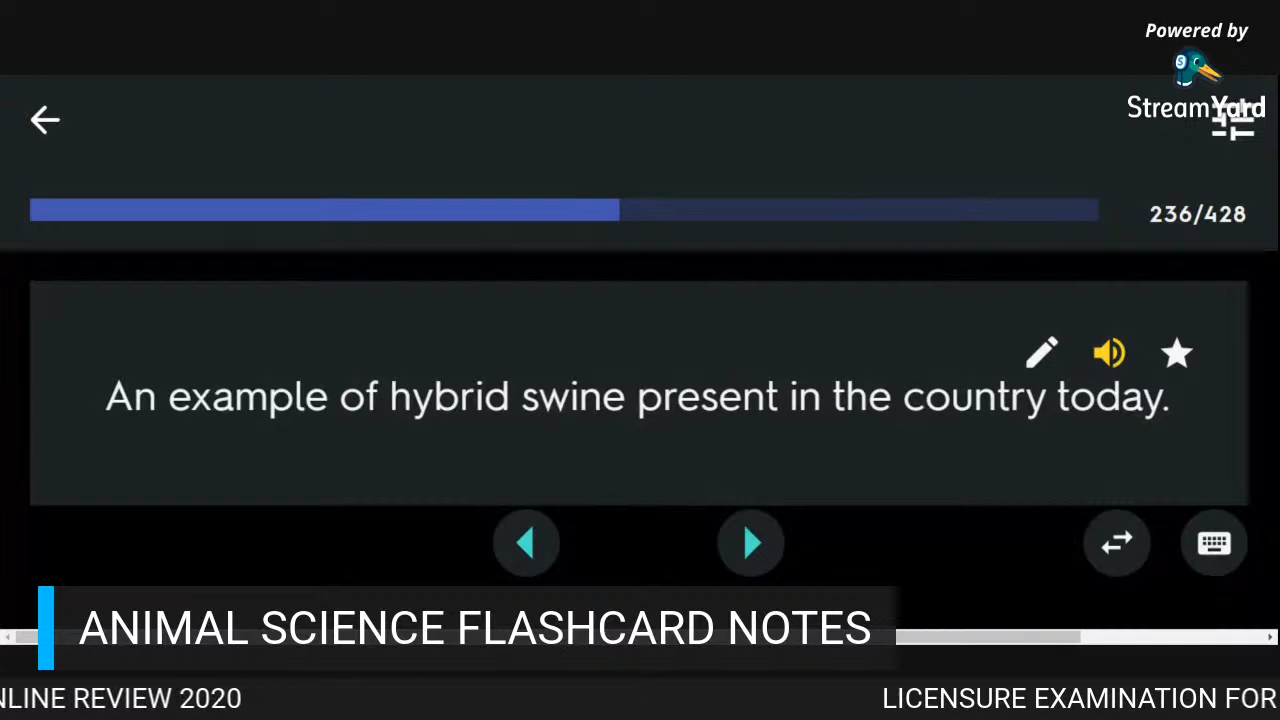 Powered by
StreamYard
236/428
An example of hybrid swine present in the country today.
ANIMAL SCIENCE FLASHCARD NOTES
NLINE REVIEW 2020
LICENSURE EXAMINATION FOR